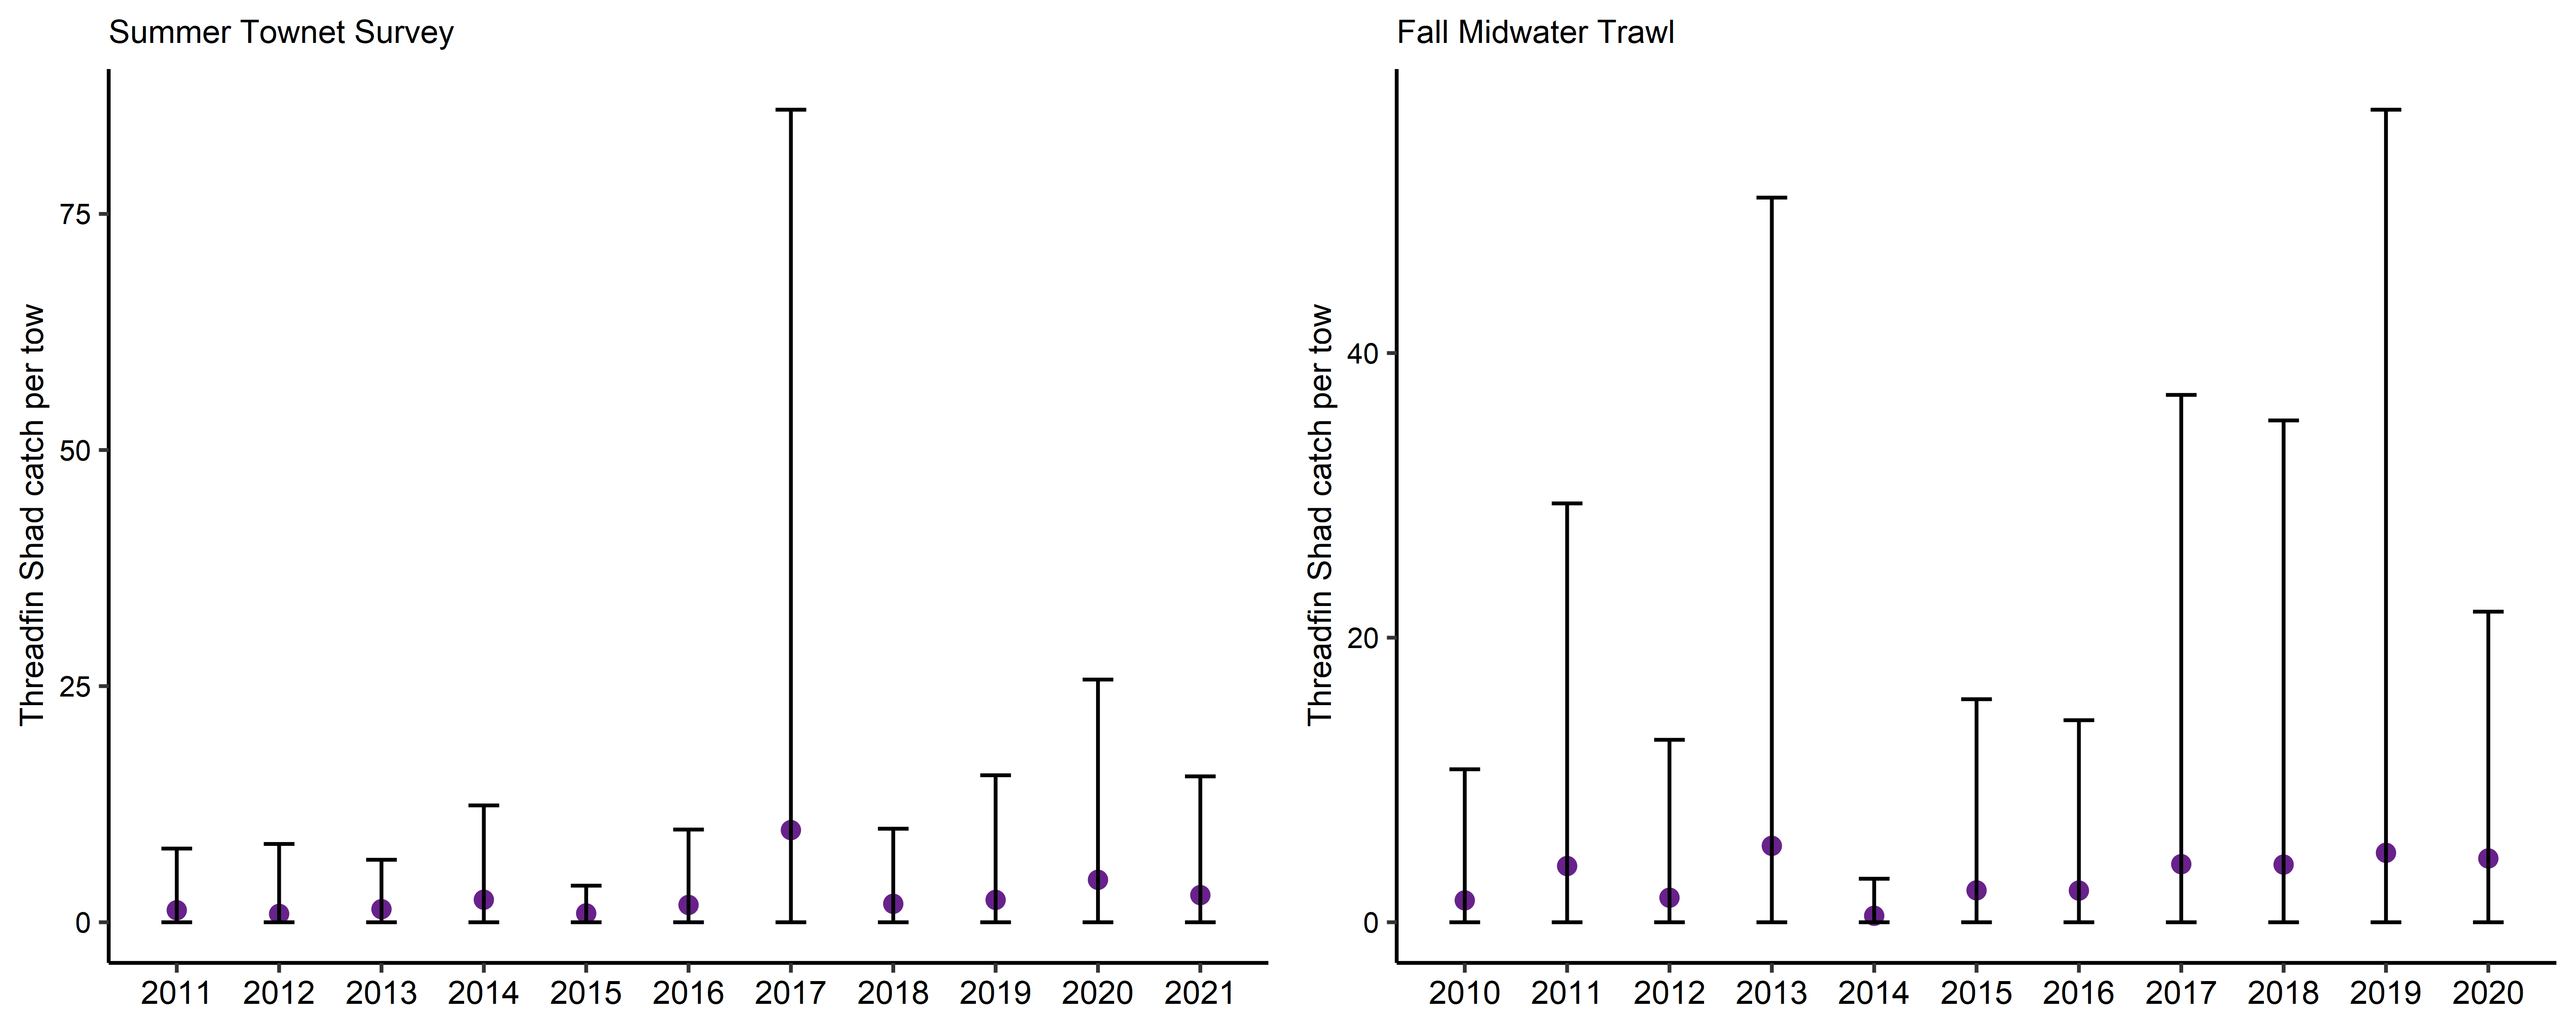 Summer Townet Survey
Threadfin Shad catch per tow
75
50
25
0
2011 2012 2013 2014 2015 2016 2017 2018 2019 2020 2021
Fall Midwater Trawl
Threadfin Shad catch per tow
40
20
0
2010 2011 2012 2013 2014 2015 2016 2017 2018 2019 2020